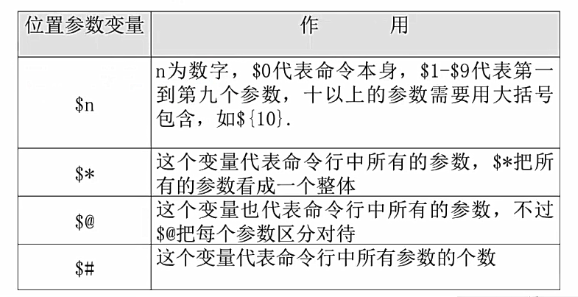 位置参数变量 作 用
$n n为数字，$0代表命令本身，$1-$9代表第一
到第九个参数，十以上的参数需要用大括号
包含，如${10}.
$* 这个变量代表命令行中所有的参数，$*把所
有的参数看成一个整体
$@ 这个变量也代表命令行中所有的参数，不过
$@把每个参数区分对待
$# 这个变量代表命令行中所有参数的个数